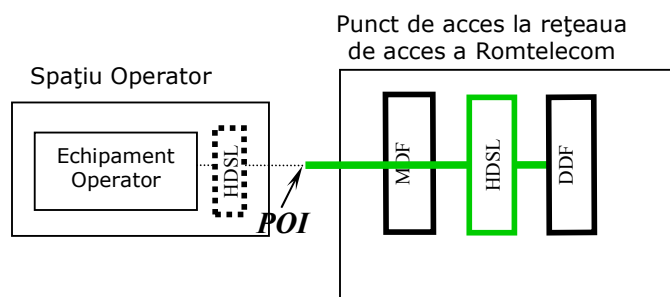 Punct de acces la reţeaua
de acces a Romtelecom
Spaţiu Operator
Echipament
Operator
HDSL
POI
MDF
HDSL
DDF